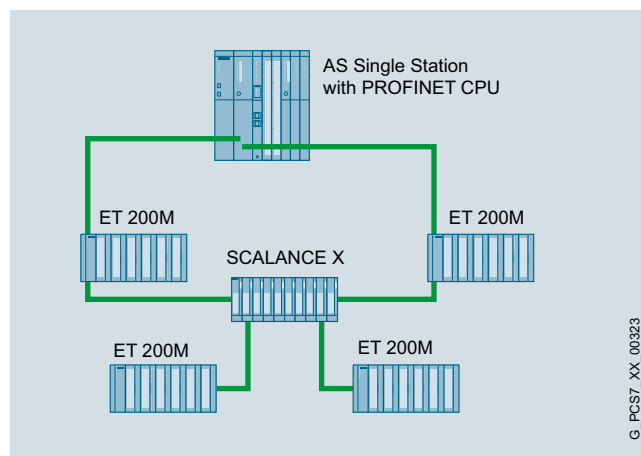 AS Single Station
with PROFINET CPU
ET 200M
ET 200M
SCALANCE X
ET 200M
ET 200M
G_PCS7_XX_00323